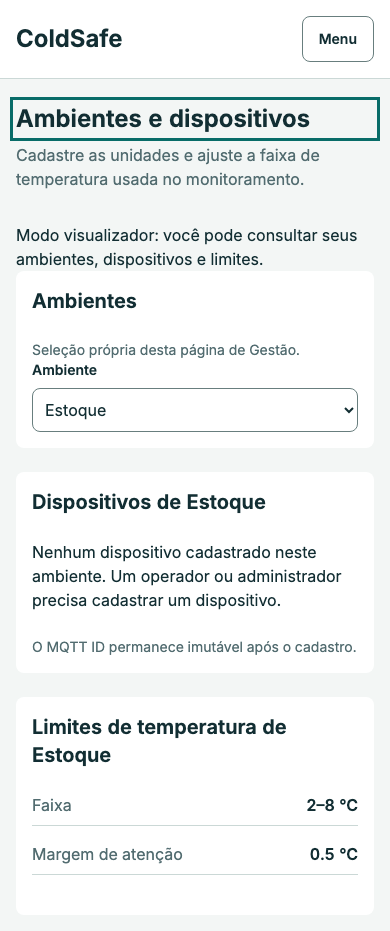 ColdSafe
Menu
Ambientes e dispositivos
Cadastre as unidades e ajuste a faixa de
temperatura usada no monitoramento.
Modo visualizador: você pode consultar seus
ambientes, dispositivos e limites.
Ambientes
Seleção própria desta página de Gestão.
Ambiente
Estoque
Dispositivos de Estoque
Nenhum dispositivo cadastrado neste
ambiente. Um operador ou administrador
precisa cadastrar um dispositivo.
O MQTT ID permanece imutável após o cadastro.
Limites de temperatura de
Estoque
Faixa 2–8 °C
Margem de atenção 0.5 °C